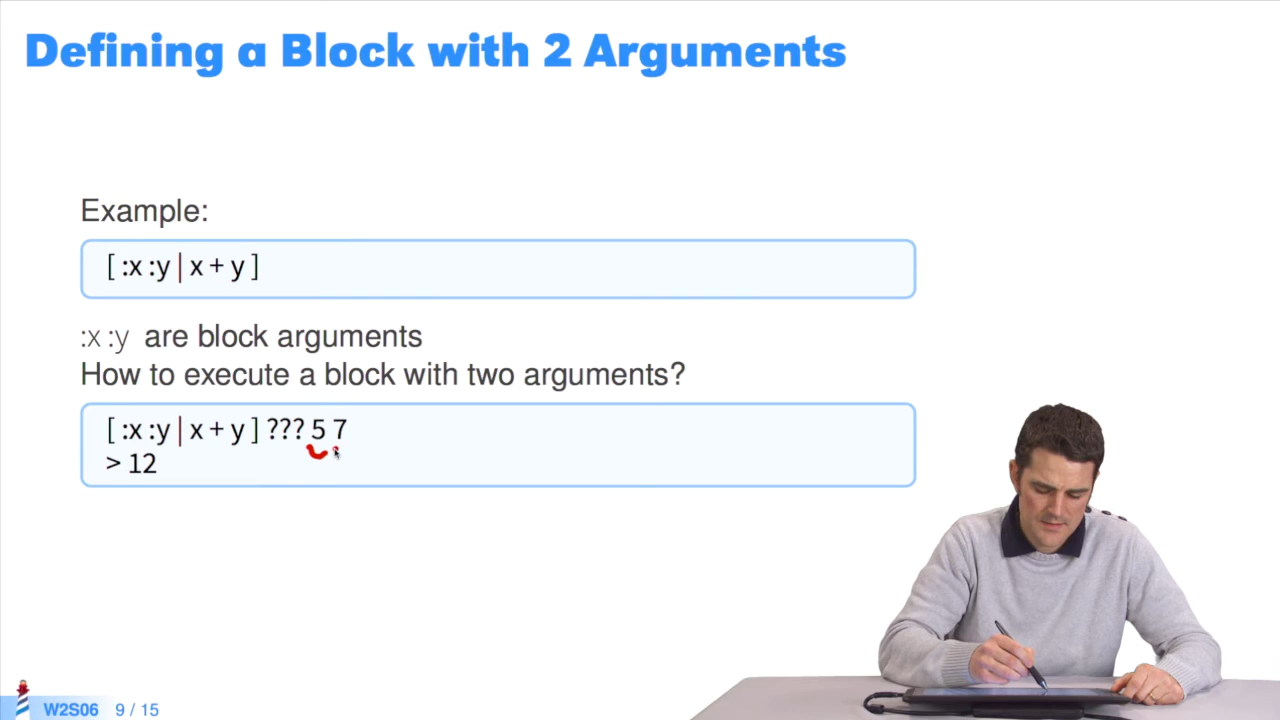 Defining a Block with 2 Arguments
Example:
[ :x :y | x + y ]
:x :y are block arguments
How to execute a block with two arguments?
[ :x :y | x + y ] ??? 5 7
> 12
W2S06 9 / 15